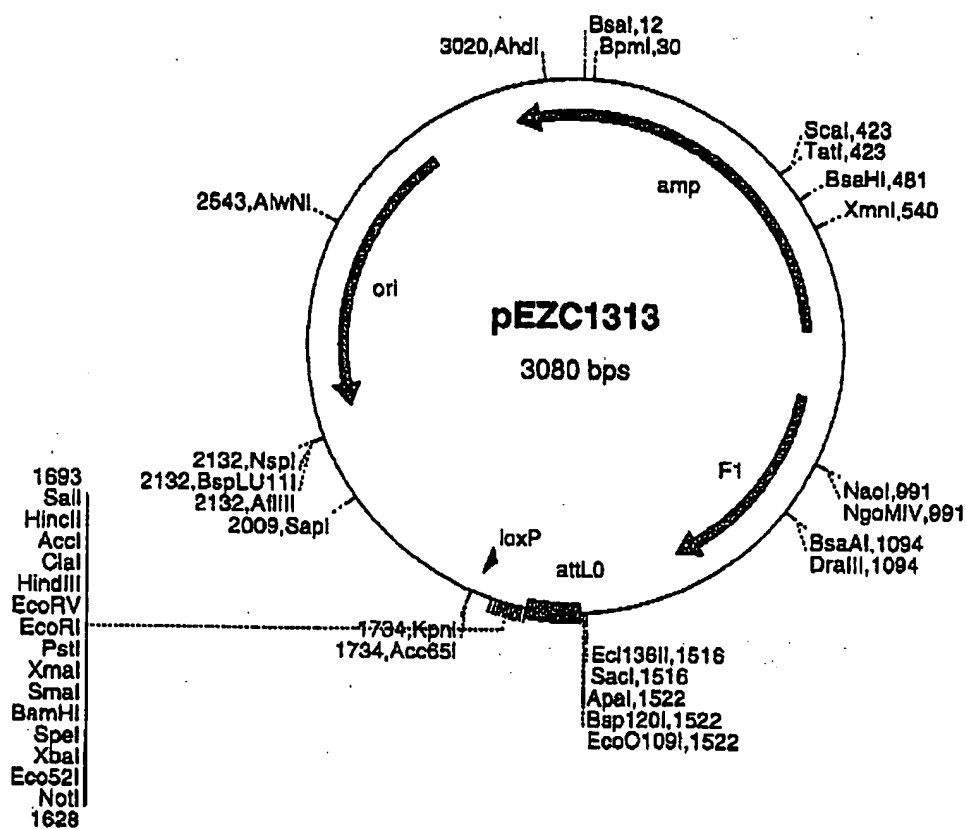 BsaI,12
3020,AhdI
BpmI,30
ScaI,423
TatI,423
BsaHI,481
XmnI,540
amp
2543,AlwNI
ori
pEZC1313
3080 bps
F1
2132,NspI
2132,BspLU11I
2132,AflIII
2009,SapI
NaoI,991
NgoMIV,991
BsaAI,1094
DraIII,1094
loxP
attL0
1734,KpnI
1734,Acc65I
1693
SalI
HincII
AccI
ClaI
HindIII
EcoRV
EcoRI
PstI
XmaI
SmaI
BamHI
SpeI
XbaI
Eco52I
NotI
1628
Ecl136II,1516
SacI,1516
ApaI,1522
Bsp120I,1522
EcoO109I,1522